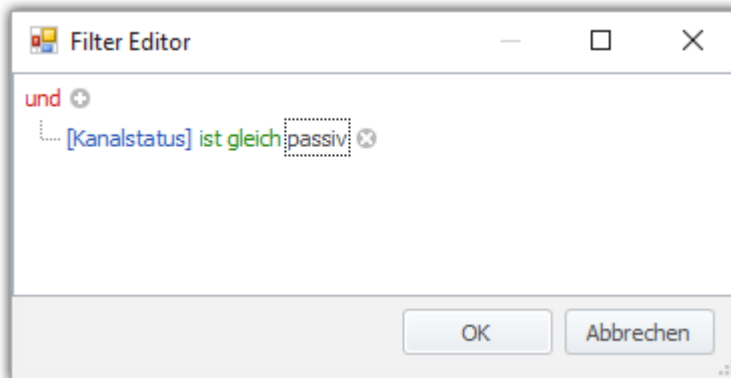 Filter Editor
und
[Kanalstatus] ist gleich passiv
OK Abbrechen